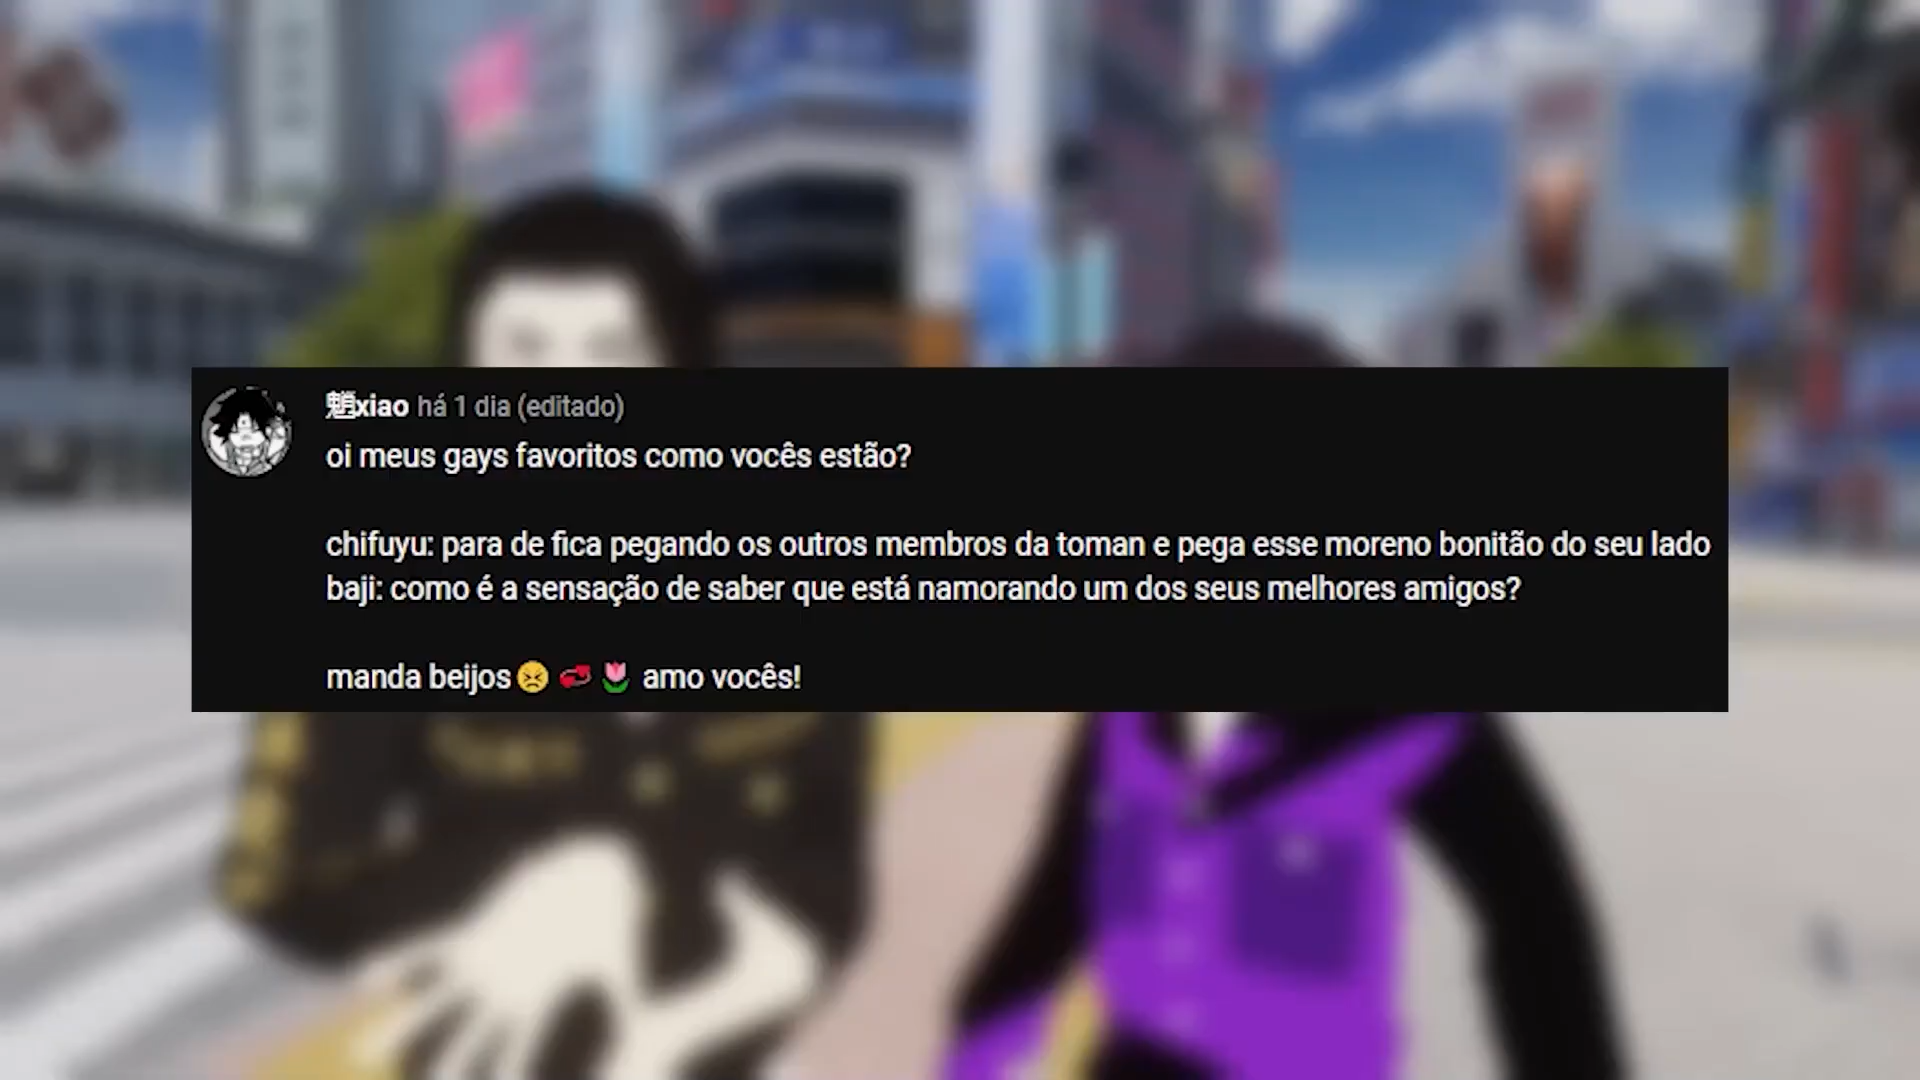 魈xiao há 1 dia (editado)
oi meus gays favoritos como vocês estão?
chifuyu: para de fica pegando os outros membros da toman e pega esse moreno bonitão do seu lado
baji: como é a sensação de saber que está namorando um dos seus melhores amigos?
manda beijos😣 💞🌷 amo vocês!